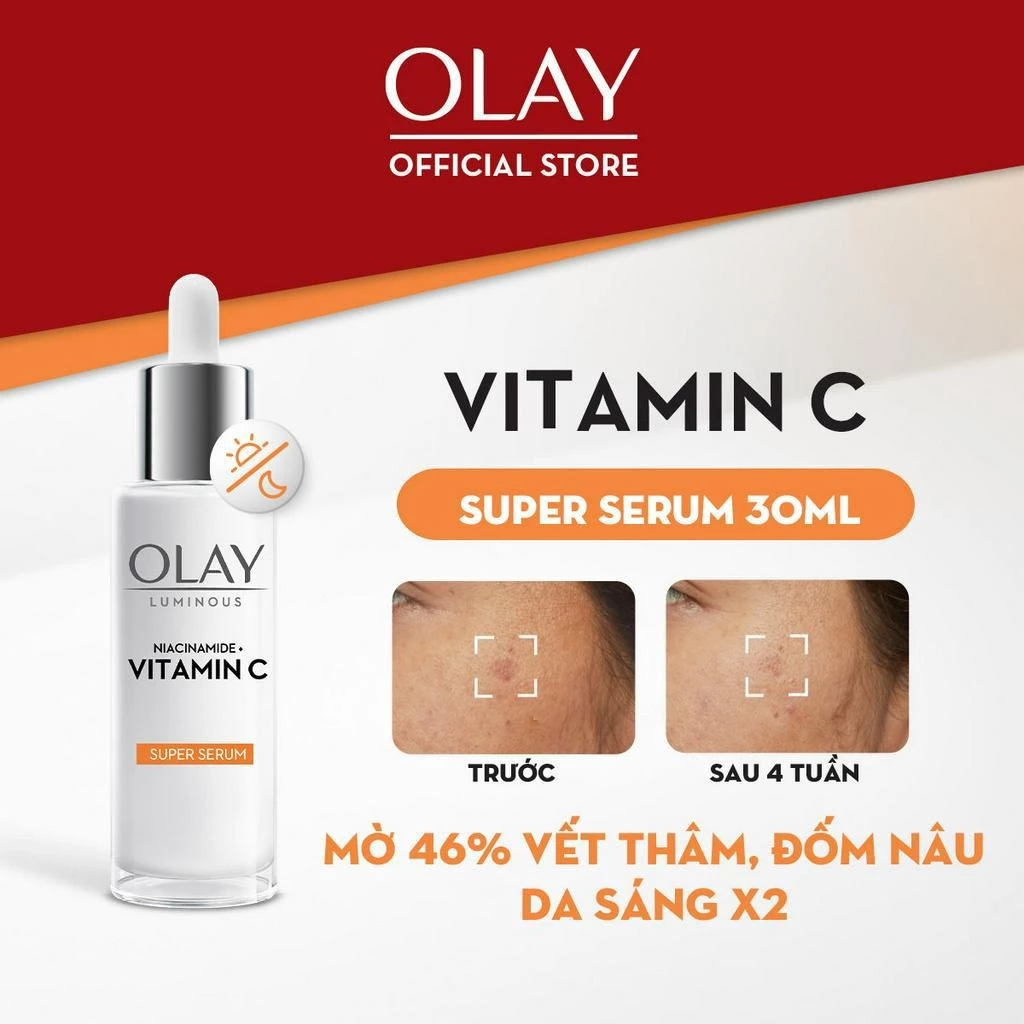 OLAY
OFFICIAL STORE
VITAMIN C
SUPER SERUM 30ML
OLAY
LUMINOUS
NIACINAMIDE+
VITAMIN C
SUPER SERUM
TRƯỚC
SAU 4 TUẦN
MỜ 46% VẾT THÂM, ĐỐM NÂU
DA SÁNG X2